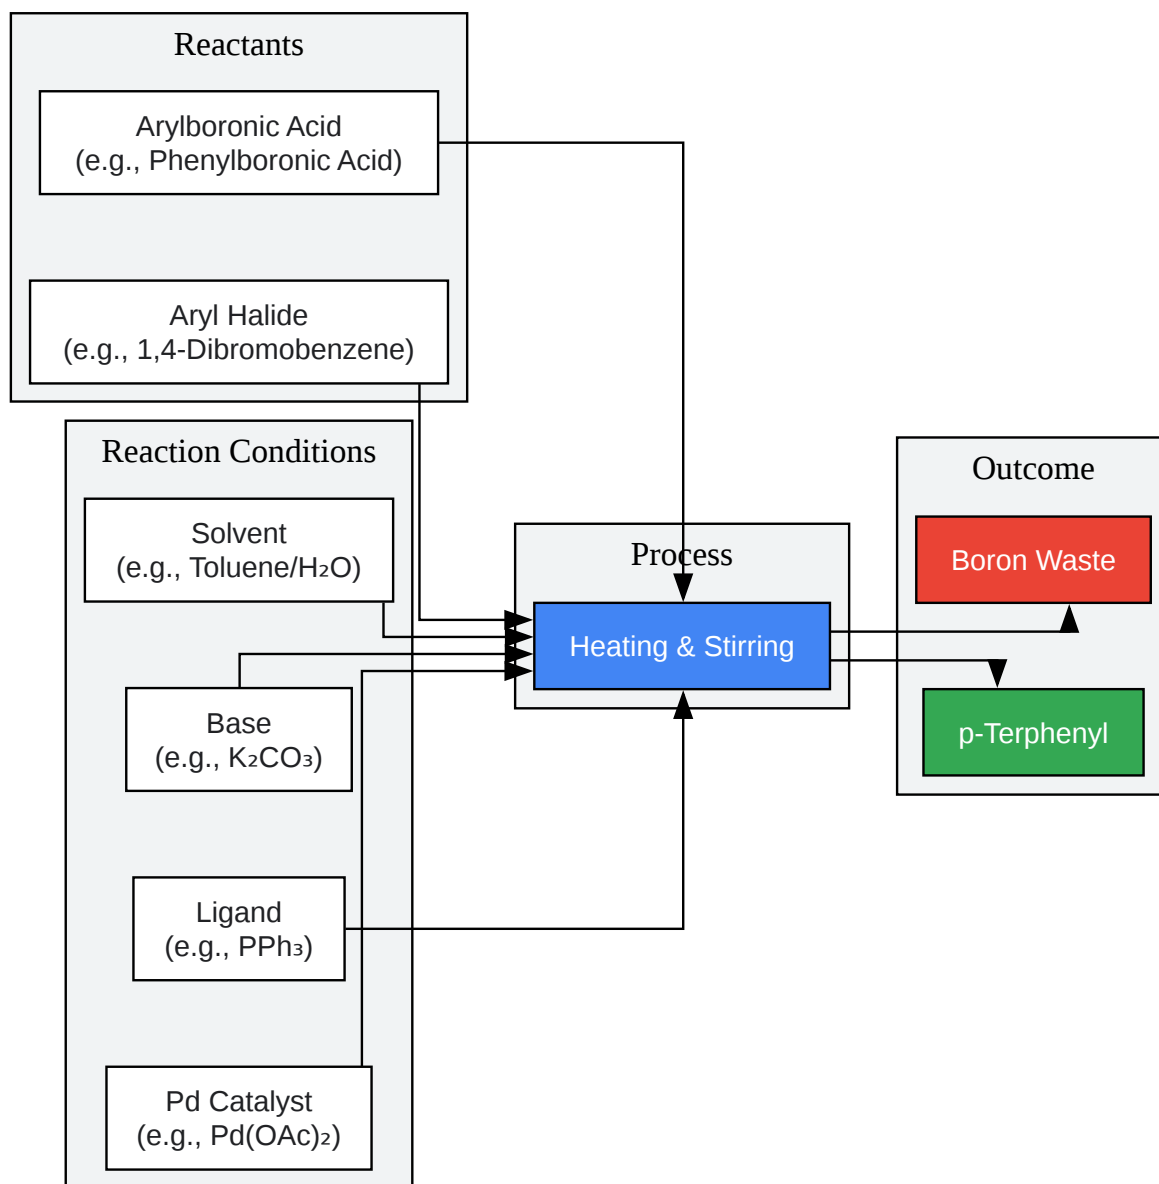 Reactants
Arylboronic Acid
(e.g., Phenylboronic Acid)
Aryl Halide
(e.g., 1,4-Dibromobenzene)
Reaction Conditions
Solvent
(e.g., Toluene/H₂O)
Base
(e.g., K₂CO₃)
Ligand
(e.g., PPh₃)
Pd Catalyst
(e.g., Pd(OAc)₂)
Process
Heating & Stirring
Outcome
Boron Waste
p-Terphenyl